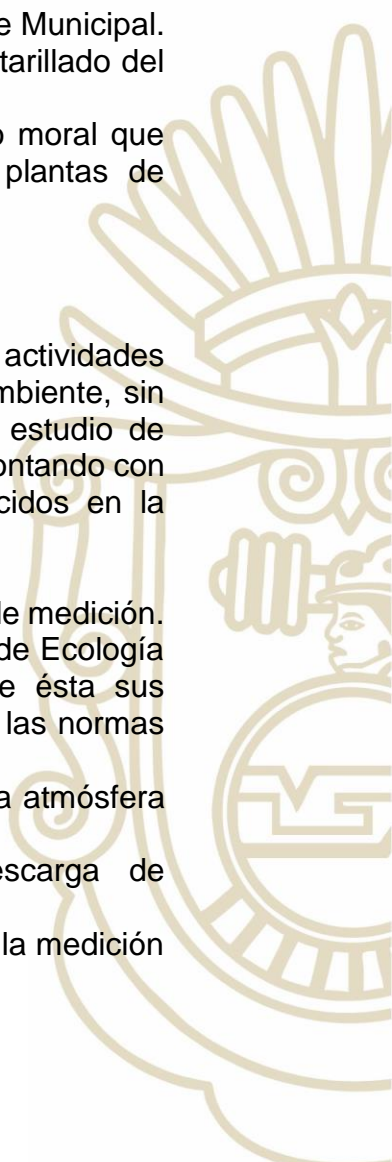 e Municipal.
tarillado del
o moral que
plantas de
actividades
mbiente, sin
estudio de
ontando con
cidos en la
de medición.
de Ecología
e ésta sus
las normas
a atmósfera
escarga de
la medición